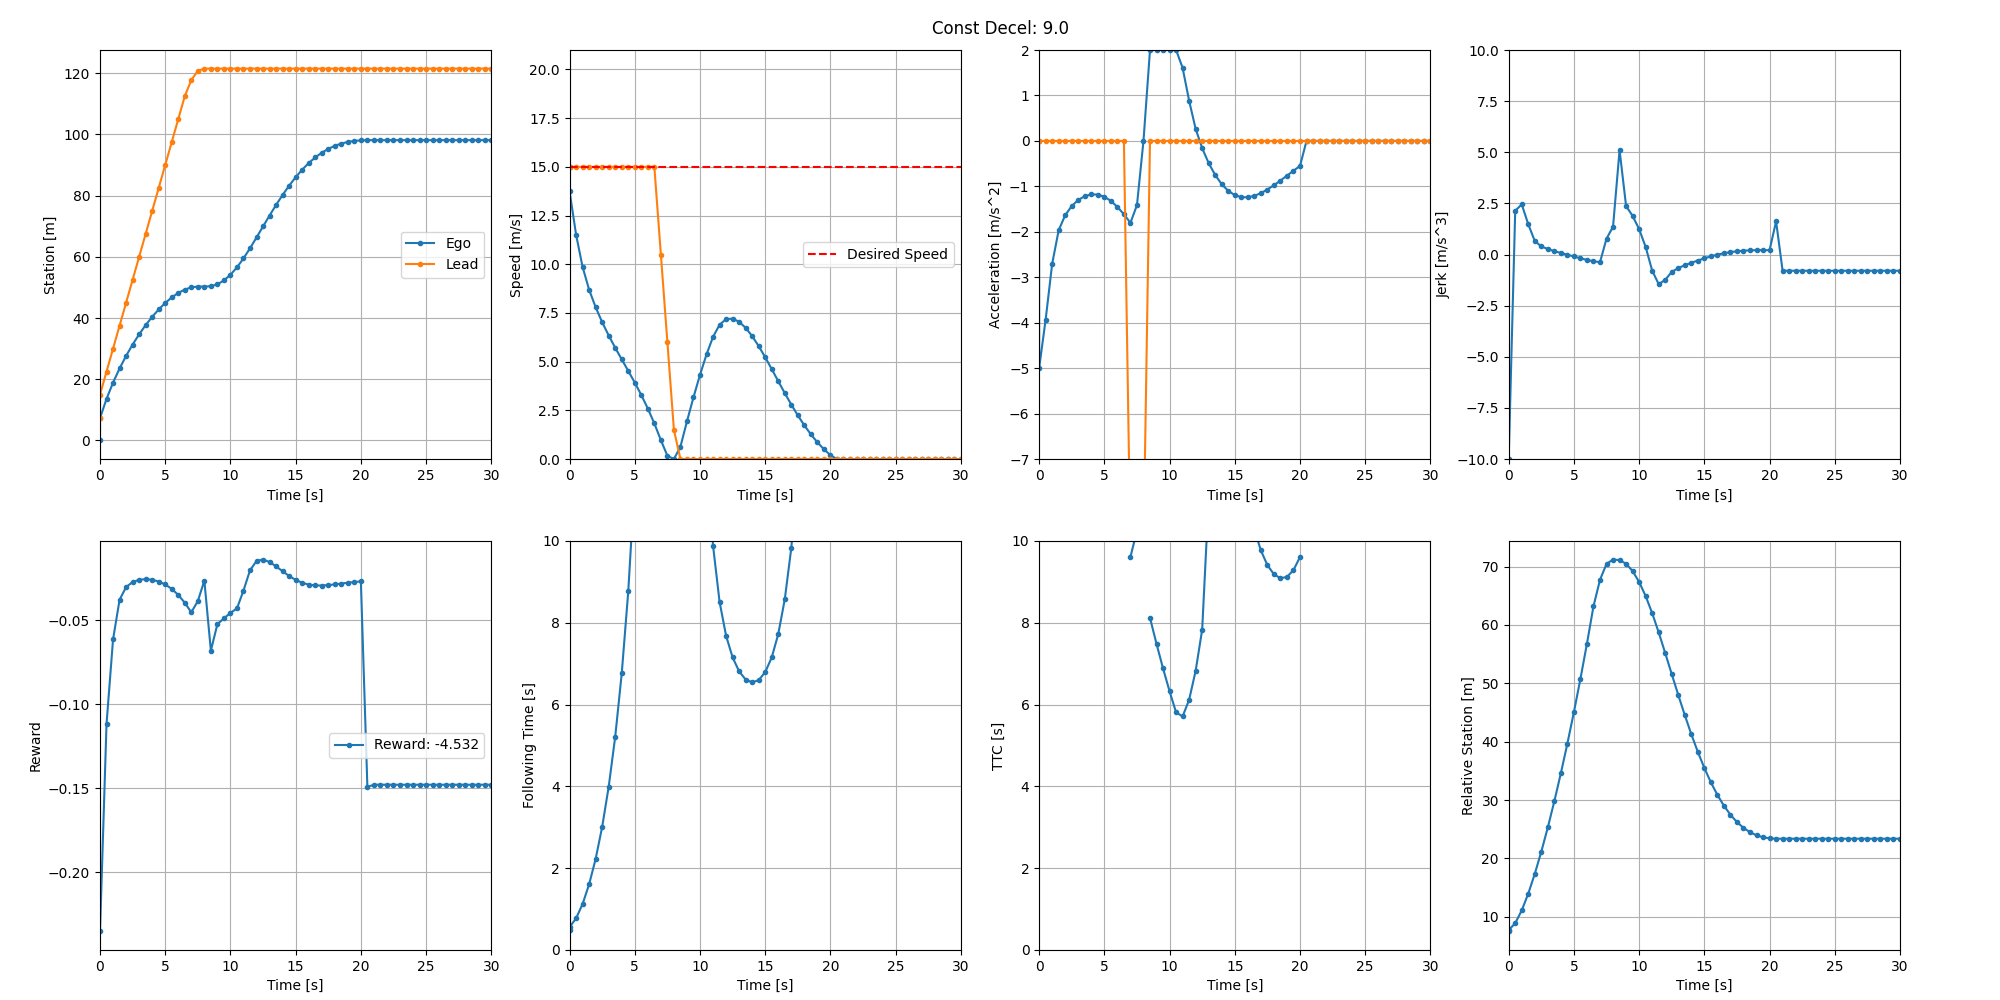 Const Decel: 9.0
Station [m]
120
100
80
60
40
20
0
Ego
Lead
0 5 10 15 20 25 30
Time [s]
Speed [m/s]
20.0
17.5
15.0
12.5
10.0
7.5
5.0
2.5
0.0
Desired Speed
0 5 10 15 20 25 30
Time [s]
Acceleration [m/s^2]
2
1
0
−1
−2
−3
−4
−5
−6
−7
0 5 10 15 20 25 30
Time [s]
Jerk [m/s^3]
10.0
7.5
5.0
2.5
0.0
−2.5
−5.0
−7.5
−10.0
0 5 10 15 20 25 30
Time [s]
Reward
−0.05
−0.10
−0.15
−0.20
Reward: -4.532
0 5 10 15 20 25 30
Time [s]
Following Time [s]
10
8
6
4
2
0
0 5 10 15 20 25 30
Time [s]
TTC [s]
10
8
6
4
2
0
0 5 10 15 20 25 30
Time [s]
Relative Station [m]
70
60
50
40
30
20
10
0 5 10 15 20 25 30
Time [s]